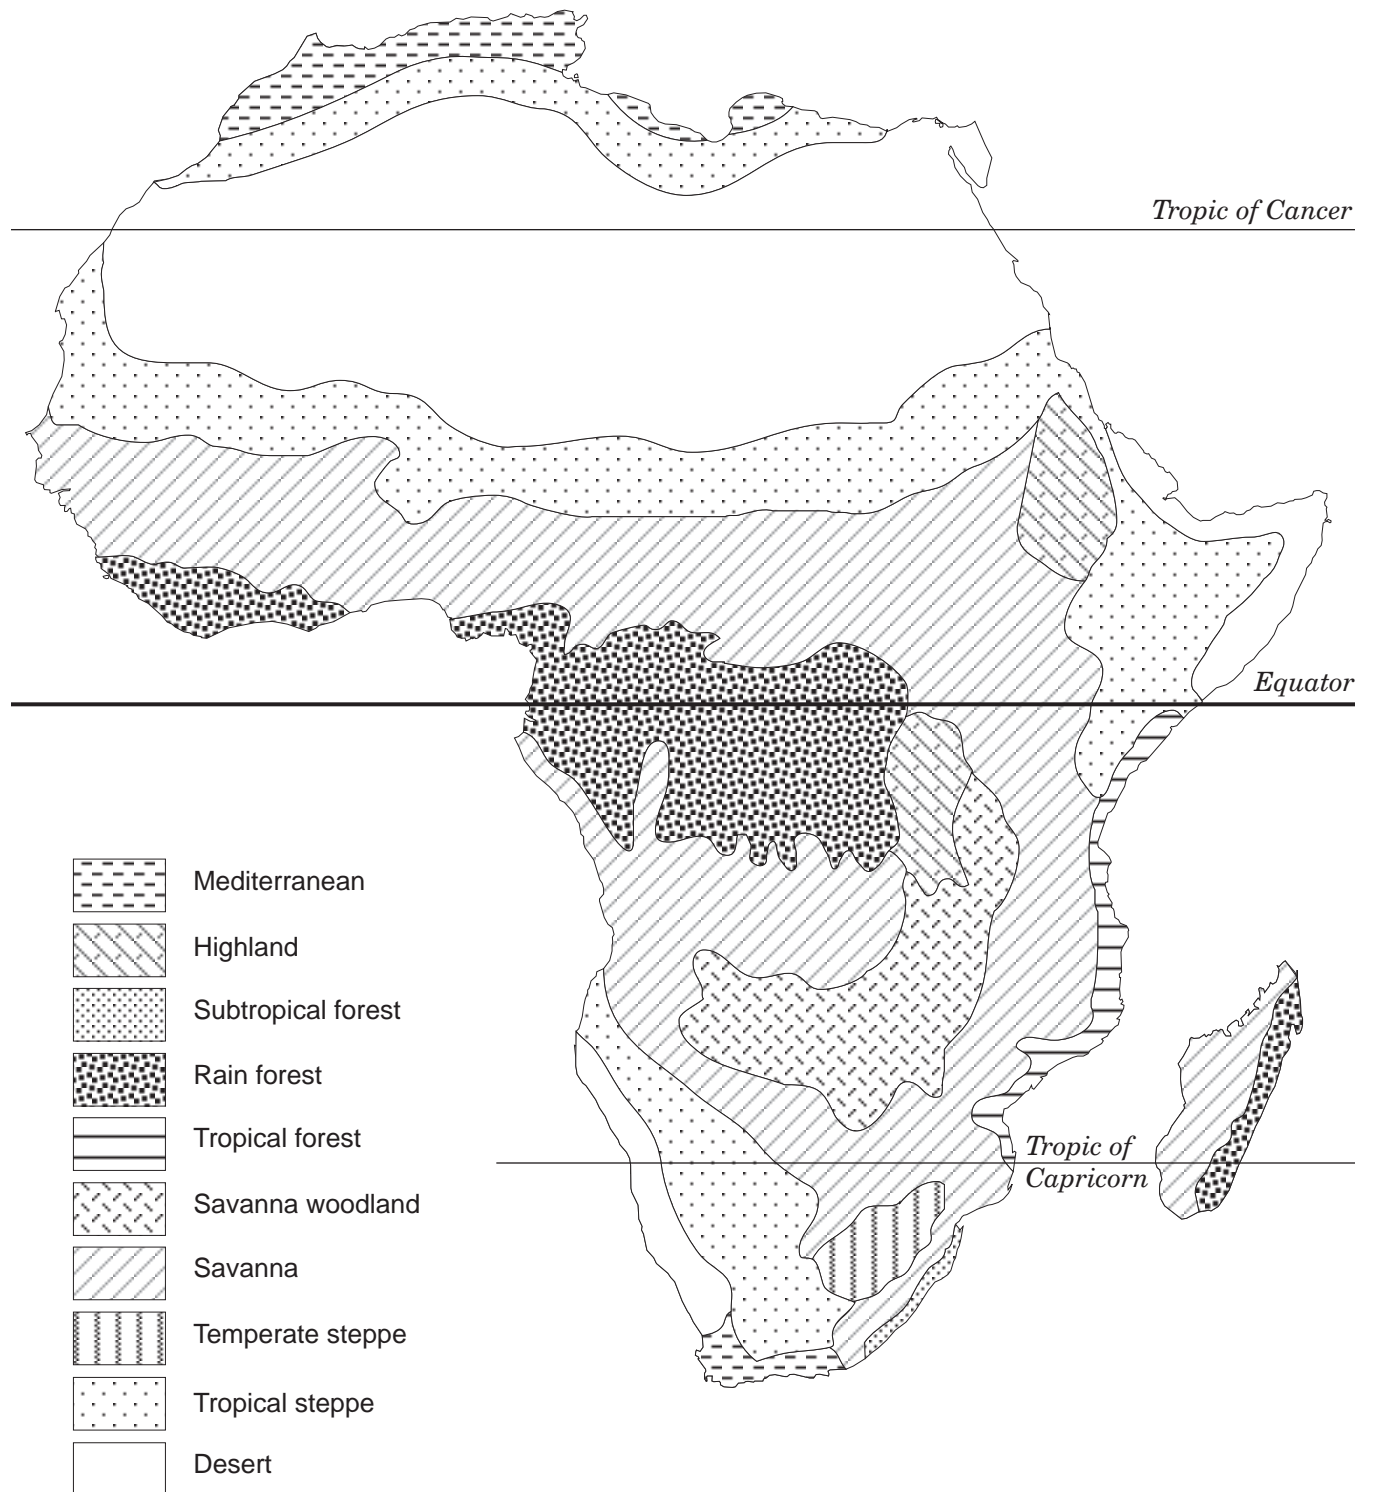 Tropic of Cancer
Equator
Mediterranean
Highland
Subtropical forest
Rain forest
Tropical forest
Tropic of
Capricorn
Savanna woodland
Savanna
Temperate steppe
Tropical steppe
Desert